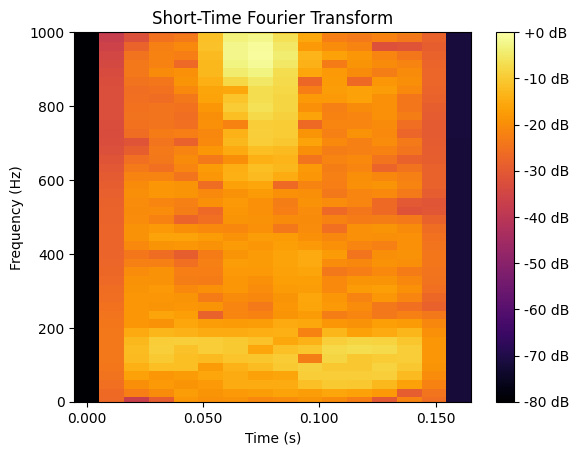 Short-Time Fourier Transform
Frequency (Hz)
1000
800
600
400
200
0
0.000
0.050
0.100
0.150
Time (s)
+0 dB
-10 dB
-20 dB
-30 dB
-40 dB
-50 dB
-60 dB
-70 dB
-80 dB